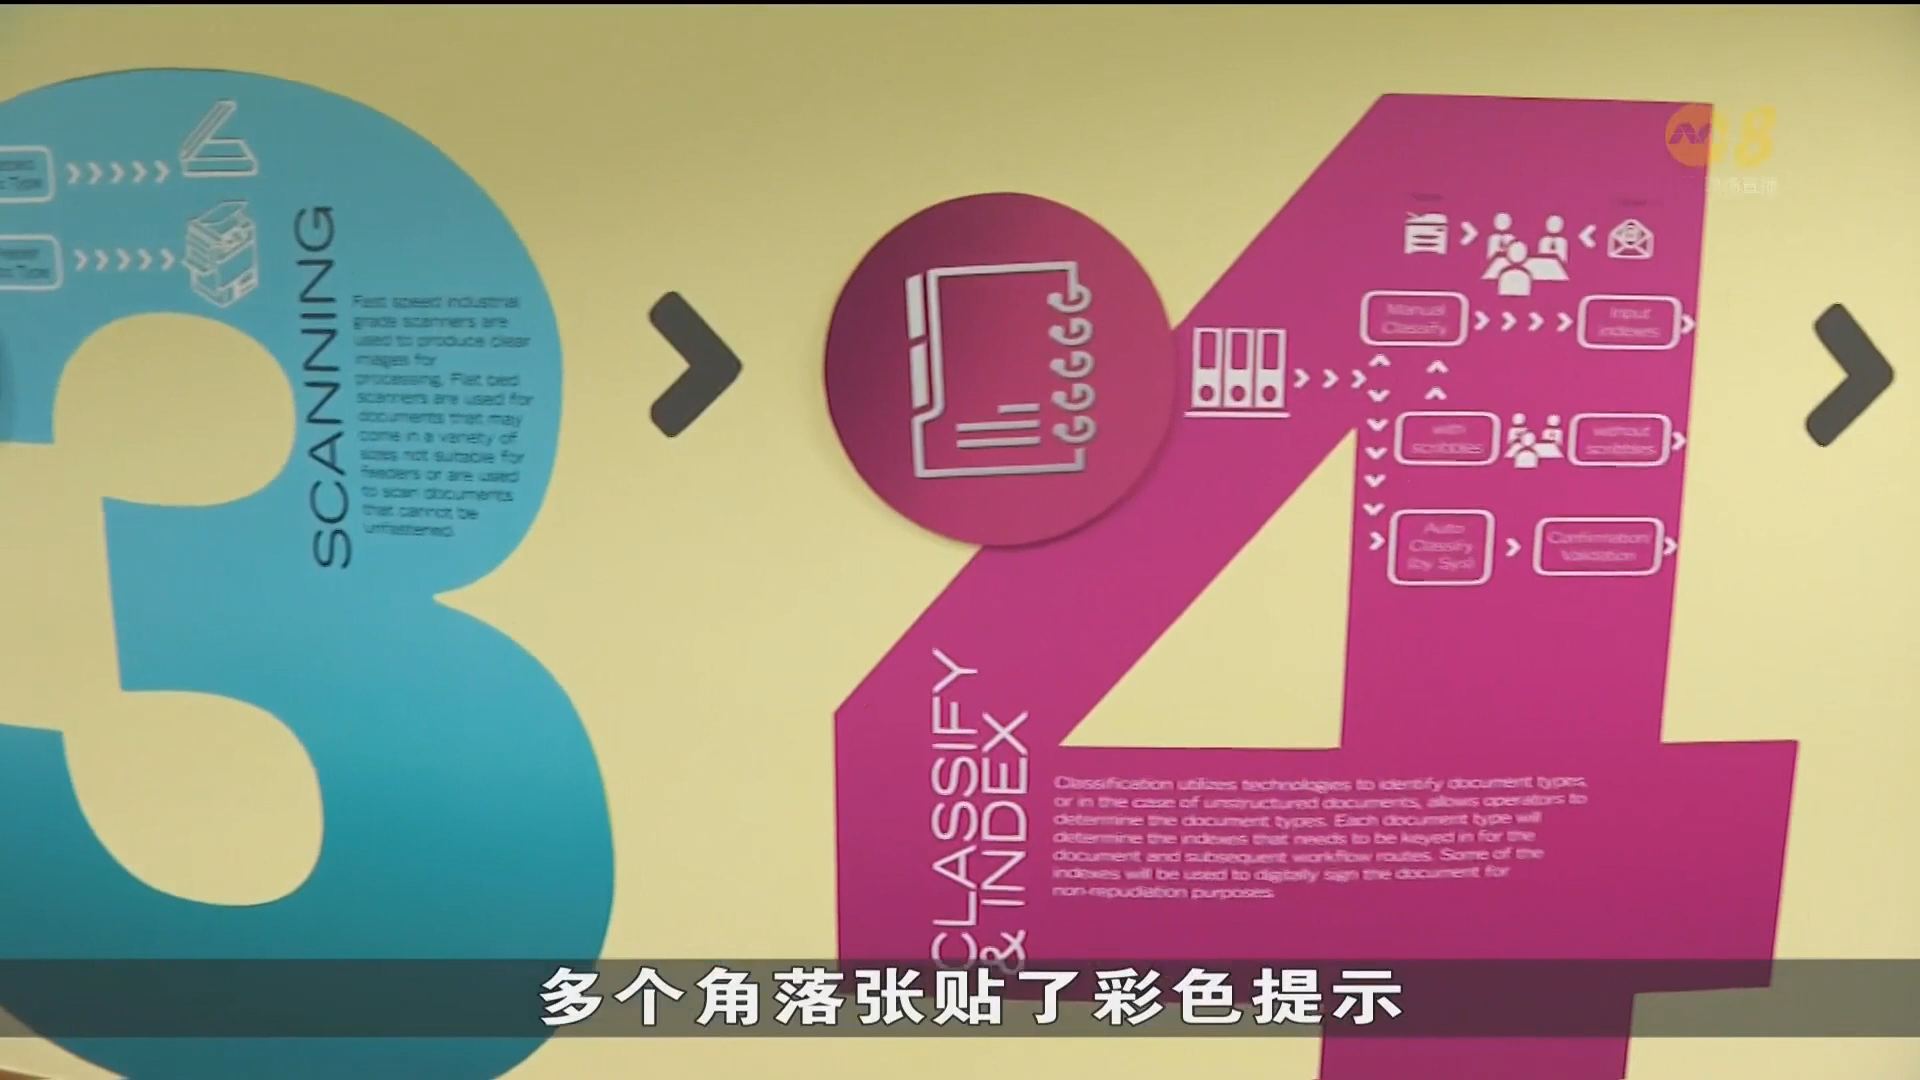 3
SCANNING
Fast speed industrial
grade scanners are
used to produce clear
images for
processing. Flat bed
scanners are used for
documents that may
come in a variety of
sizes not suitable for
feeders or are used
to scan documents
that cannot be
unfastened.
4
8
Manual
Classify
Input
indexes
with
scribbles
without
scribbles
Auto
Classify
(by Sys)
Confirmation
Validation
CLASSIFY
& INDEX
Classification utilizes technologies to identify document types,
or in the case of unstructured documents, allows operators to
determine the document types. Each document type will
determine the indexes that needs to be keyed in for the
document and subsequent workflow routes. Some of the
indexes will be used to digitally sign the document for
non-repudiation purposes.
多个角落张贴了彩色提示